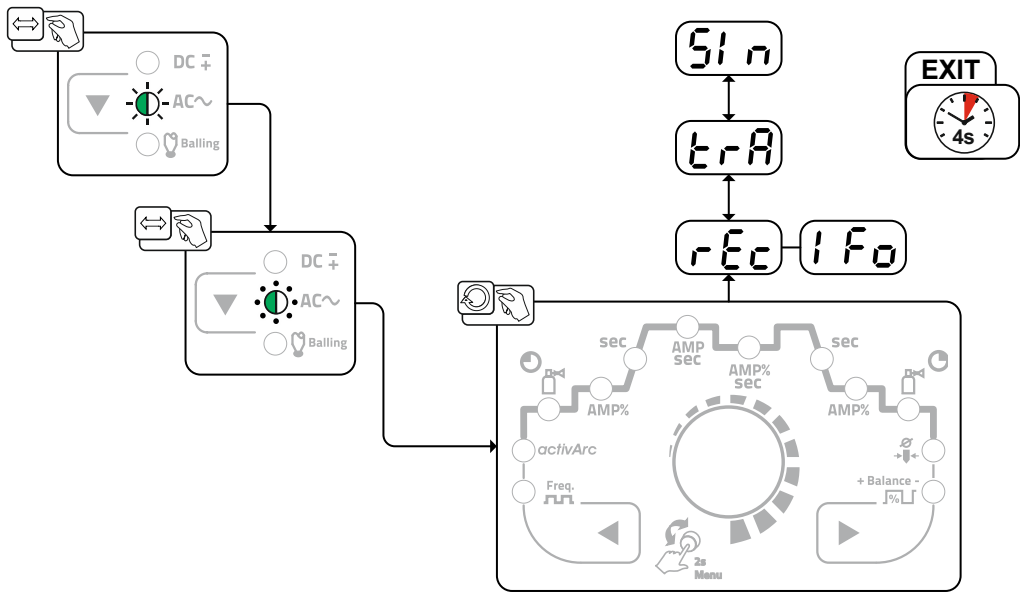 DC
AC
Balling
DC
AC
Balling
SIn
trA
rEc
IFo
EXIT
4s
sec
AMP
sec
AMP%
sec
sec
AMP%
AMP%
activArc
Freq.
+ Balance -
%
2s
Menu